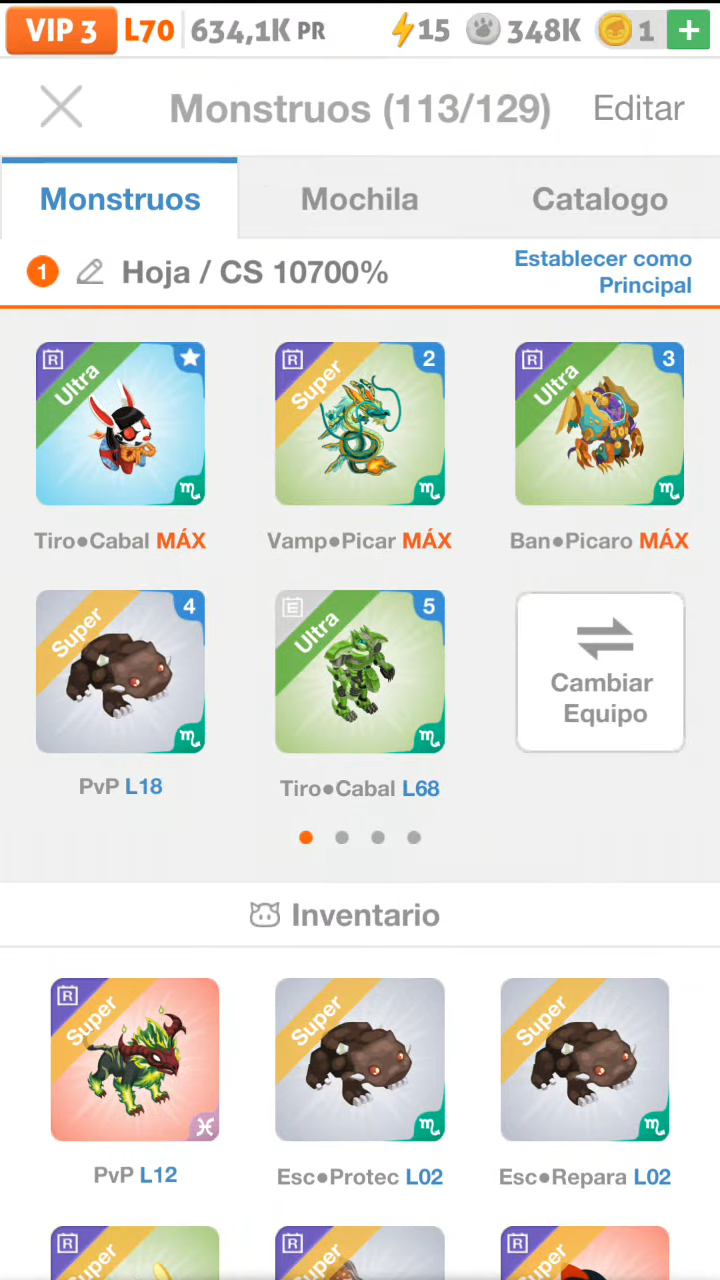 VIP 3 L70 634,1K PR 15 348K 1 +
Monstruos (113/129) Editar
Monstruos Mochila Catalogo
1 Hoja / CS 10700% Establecer como
Principal
R Ultra R Super 2 R Ultra 3
Tiro●Cabal MÁX Vamp●Picar MÁX Ban●Picaro MÁX
Super 4 E Ultra 5
Cambiar
Equipo
PvP L18 Tiro●Cabal L68
Inventario
R Super Super Super
PvP L12 Esc●Protec L02 Esc●Repara L02
R R R